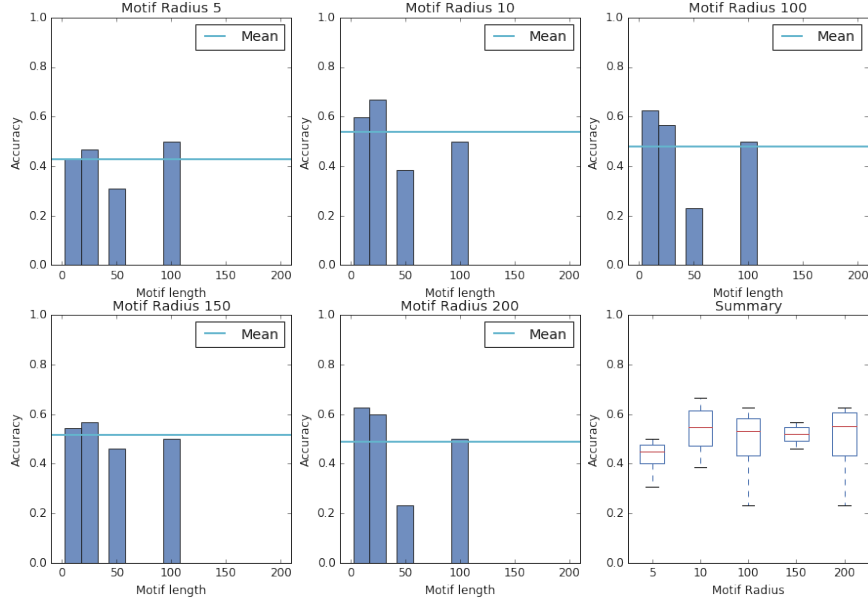 Motif Radius 5
1.0
0.8
0.6
0.4
0.2
0.0
Accuracy
Mean
0 50 100 150 200
Motif length
Motif Radius 10
1.0
0.8
0.6
0.4
0.2
0.0
Accuracy
Mean
0 50 100 150 200
Motif length
Motif Radius 100
1.0
0.8
0.6
0.4
0.2
0.0
Accuracy
Mean
0 50 100 150 200
Motif length
Motif Radius 150
1.0
0.8
0.6
0.4
0.2
0.0
Accuracy
Mean
0 50 100 150 200
Motif length
Motif Radius 200
1.0
0.8
0.6
0.4
0.2
0.0
Accuracy
Mean
0 50 100 150 200
Motif length
Summary
1.0
0.8
0.6
0.4
0.2
0.0
Accuracy
5 10 100 150 200
Motif Radius